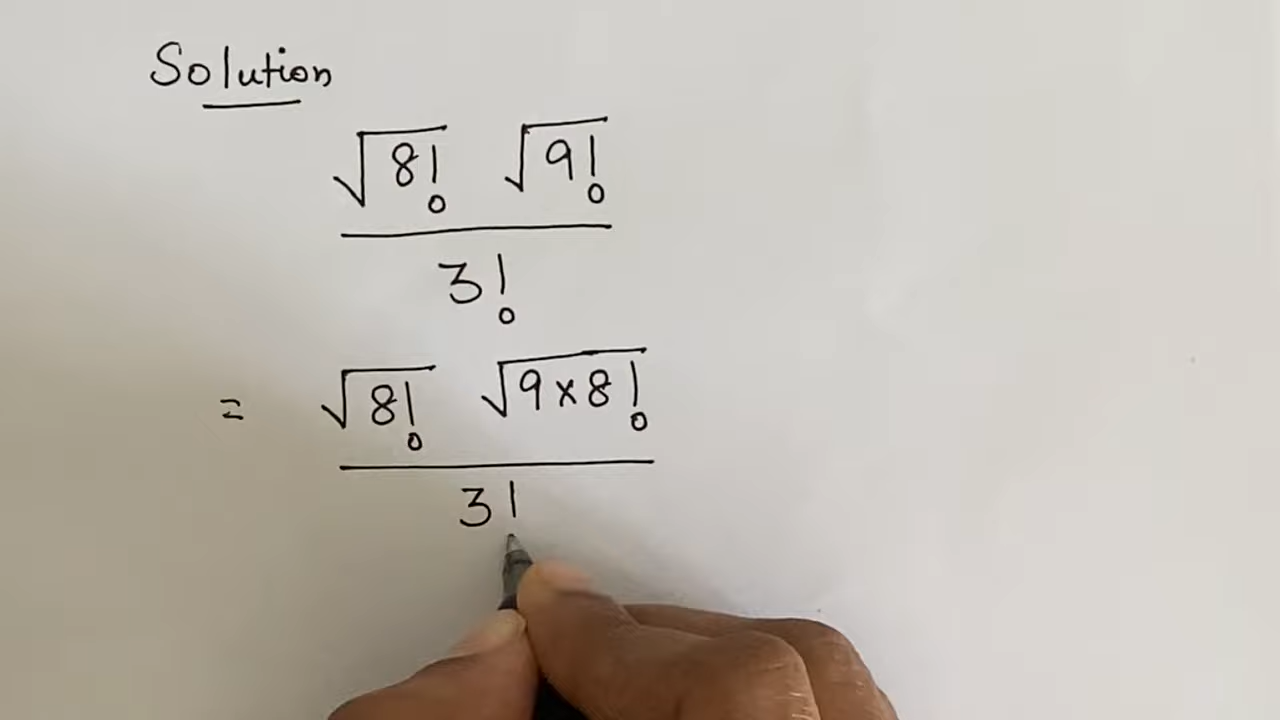 Solution
√8! √9!
3!
= √8! √9×8!
3!